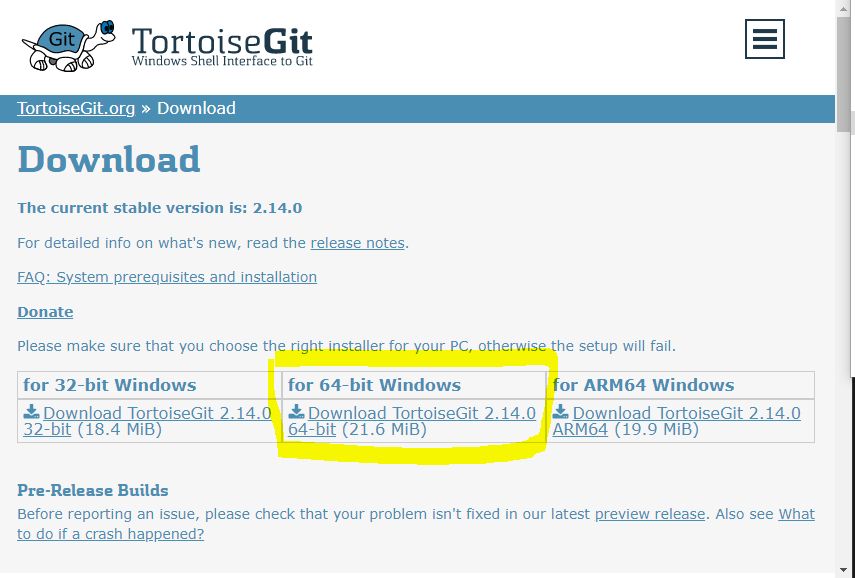 Git
TortoiseGit
Windows Shell Interface to Git
TortoiseGit.org » Download
Download
The current stable version is: 2.14.0
For detailed info on what's new, read the release notes.
FAQ: System prerequisites and installation
Donate
Please make sure that you choose the right installer for your PC, otherwise the setup will fail.
for 32-bit Windows
Download TortoiseGit 2.14.0
32-bit (18.4 MiB)
for 64-bit Windows
Download TortoiseGit 2.14.0
64-bit (21.6 MiB)
for ARM64 Windows
Download TortoiseGit 2.14.0
ARM64 (19.9 MiB)
Pre-Release Builds
Before reporting an issue, please check that your problem isn't fixed in our latest preview release. Also see What
to do if a crash happened?